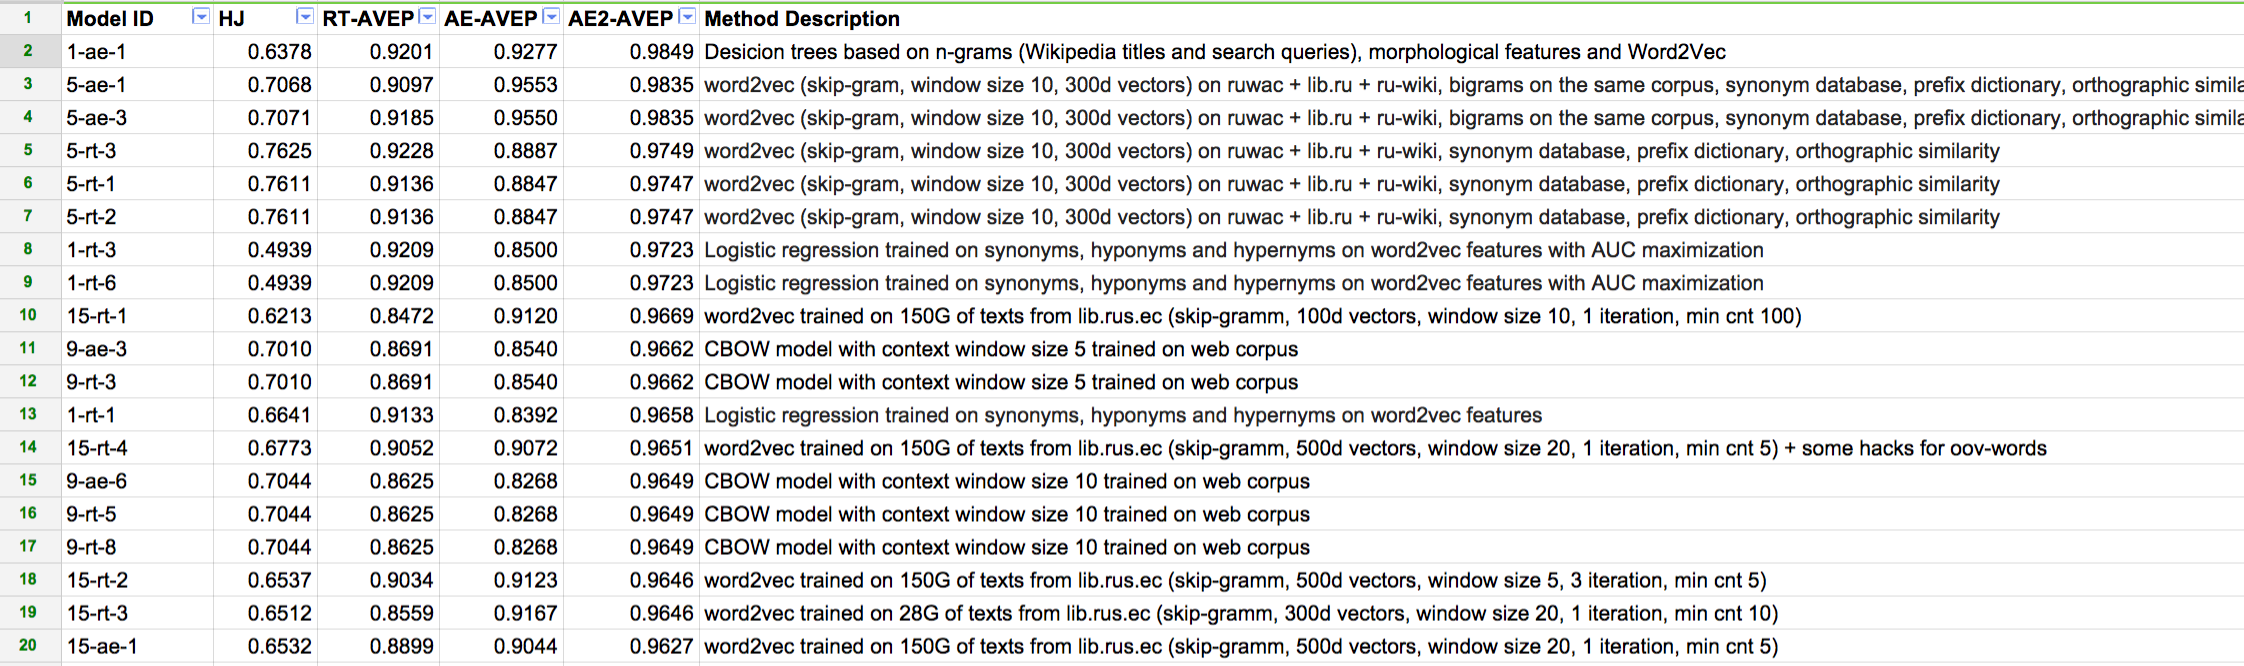 1 Model ID HJ RT-AVEP AE-AVEP AE2-AVEP Method Description
2 1-ae-1 0.6378 0.9201 0.9277 0.9849 Desicion trees based on n-grams (Wikipedia titles and search queries), morphological features and Word2Vec
3 5-ae-1 0.7068 0.9097 0.9553 0.9835 word2vec (skip-gram, window size 10, 300d vectors) on ruwac + lib.ru + ru-wiki, bigrams on the same corpus, synonym database, prefix dictionary, orthographic simila
4 5-ae-3 0.7071 0.9185 0.9550 0.9835 word2vec (skip-gram, window size 10, 300d vectors) on ruwac + lib.ru + ru-wiki, bigrams on the same corpus, synonym database, prefix dictionary, orthographic simila
5 5-rt-3 0.7625 0.9228 0.8887 0.9749 word2vec (skip-gram, window size 10, 300d vectors) on ruwac + lib.ru + ru-wiki, synonym database, prefix dictionary, orthographic similarity
6 5-rt-1 0.7611 0.9136 0.8847 0.9747 word2vec (skip-gram, window size 10, 300d vectors) on ruwac + lib.ru + ru-wiki, synonym database, prefix dictionary, orthographic similarity
7 5-rt-2 0.7611 0.9136 0.8847 0.9747 word2vec (skip-gram, window size 10, 300d vectors) on ruwac + lib.ru + ru-wiki, synonym database, prefix dictionary, orthographic similarity
8 1-rt-3 0.4939 0.9209 0.8500 0.9723 Logistic regression trained on synonyms, hyponyms and hypernyms on word2vec features with AUC maximization
9 1-rt-6 0.4939 0.9209 0.8500 0.9723 Logistic regression trained on synonyms, hyponyms and hypernyms on word2vec features with AUC maximization
10 15-rt-1 0.6213 0.8472 0.9120 0.9669 word2vec trained on 150G of texts from lib.rus.ec (skip-gramm, 100d vectors, window size 10, 1 iteration, min cnt 100)
11 9-ae-3 0.7010 0.8691 0.8540 0.9662 CBOW model with context window size 5 trained on web corpus
12 9-rt-3 0.7010 0.8691 0.8540 0.9662 CBOW model with context window size 5 trained on web corpus
13 1-rt-1 0.6641 0.9133 0.8392 0.9658 Logistic regression trained on synonyms, hyponyms and hypernyms on word2vec features
14 15-rt-4 0.6773 0.9052 0.9072 0.9651 word2vec trained on 150G of texts from lib.rus.ec (skip-gramm, 500d vectors, window size 20, 1 iteration, min cnt 5) + some hacks for oov-words
15 9-ae-6 0.7044 0.8625 0.8268 0.9649 CBOW model with context window size 10 trained on web corpus
16 9-rt-5 0.7044 0.8625 0.8268 0.9649 CBOW model with context window size 10 trained on web corpus
17 9-rt-8 0.7044 0.8625 0.8268 0.9649 CBOW model with context window size 10 trained on web corpus
18 15-rt-2 0.6537 0.9034 0.9123 0.9646 word2vec trained on 150G of texts from lib.rus.ec (skip-gramm, 500d vectors, window size 5, 3 iteration, min cnt 5)
19 15-rt-3 0.6512 0.8559 0.9167 0.9646 word2vec trained on 28G of texts from lib.rus.ec (skip-gramm, 300d vectors, window size 20, 1 iteration, min cnt 10)
20 15-ae-1 0.6532 0.8899 0.9044 0.9627 word2vec trained on 150G of texts from lib.rus.ec (skip-gramm, 500d vectors, window size 20, 1 iteration, min cnt 5)